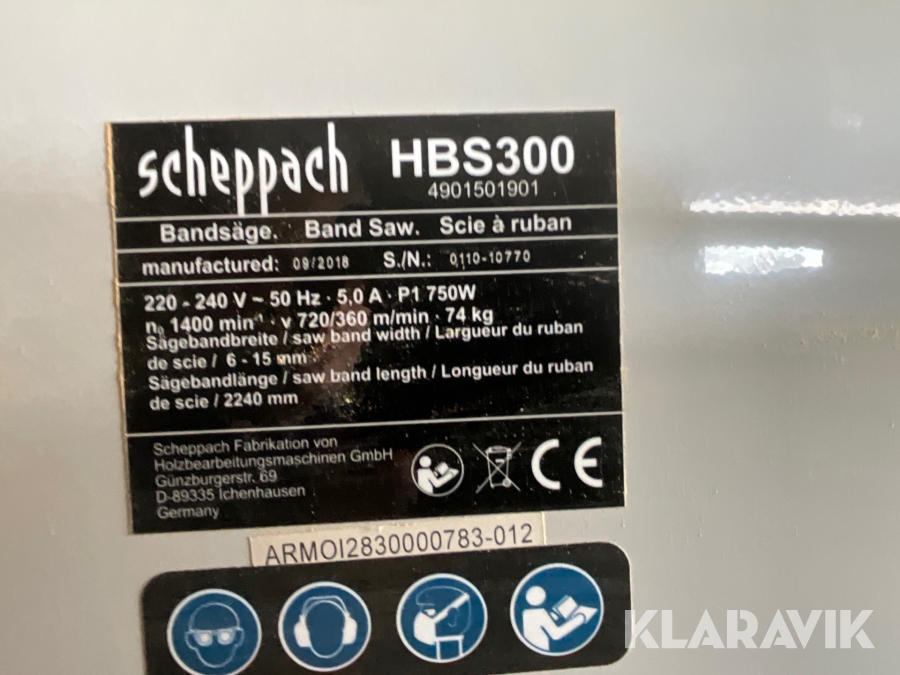 scheppach HBS300
4901501901
Bandsäge. Band Saw. Scie à ruban
manufactured: 09/2018 S./N.: 0110-10770
220 - 240 V ~ 50 Hz · 5,0 A · P1 750W
n₀ 1400 min⁻¹ · v 720/360 m/min · 74 kg
Sägebandbreite / saw band width / Largueur du ruban
de scie / 6 - 15 mm
Sägebandlänge / saw band length / Longueur du ruban
de scie / 2240 mm
Scheppach Fabrikation von
Holzbearbeitungsmaschinen GmbH
Günzburgerstr. 69
D-89335 Ichenhausen
Germany
CE
ARMOI2830000783-012
KLARAVIK